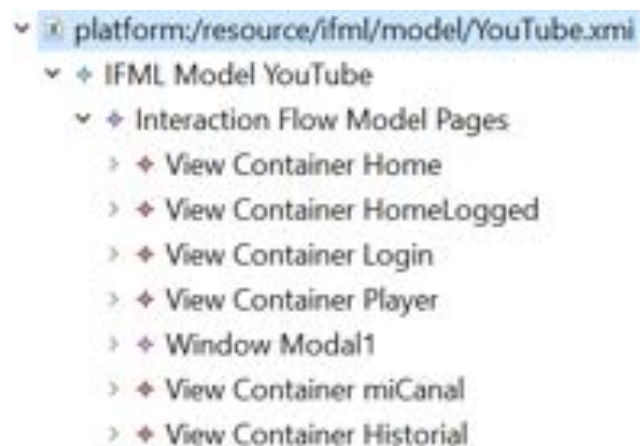 platform:/resource/ifml/model/YouTube.xmi
IFML Model YouTube
Interaction Flow Model Pages
View Container Home
View Container HomeLogged
View Container Login
View Container Player
Window Modal1
View Container miCanal
View Container Historial